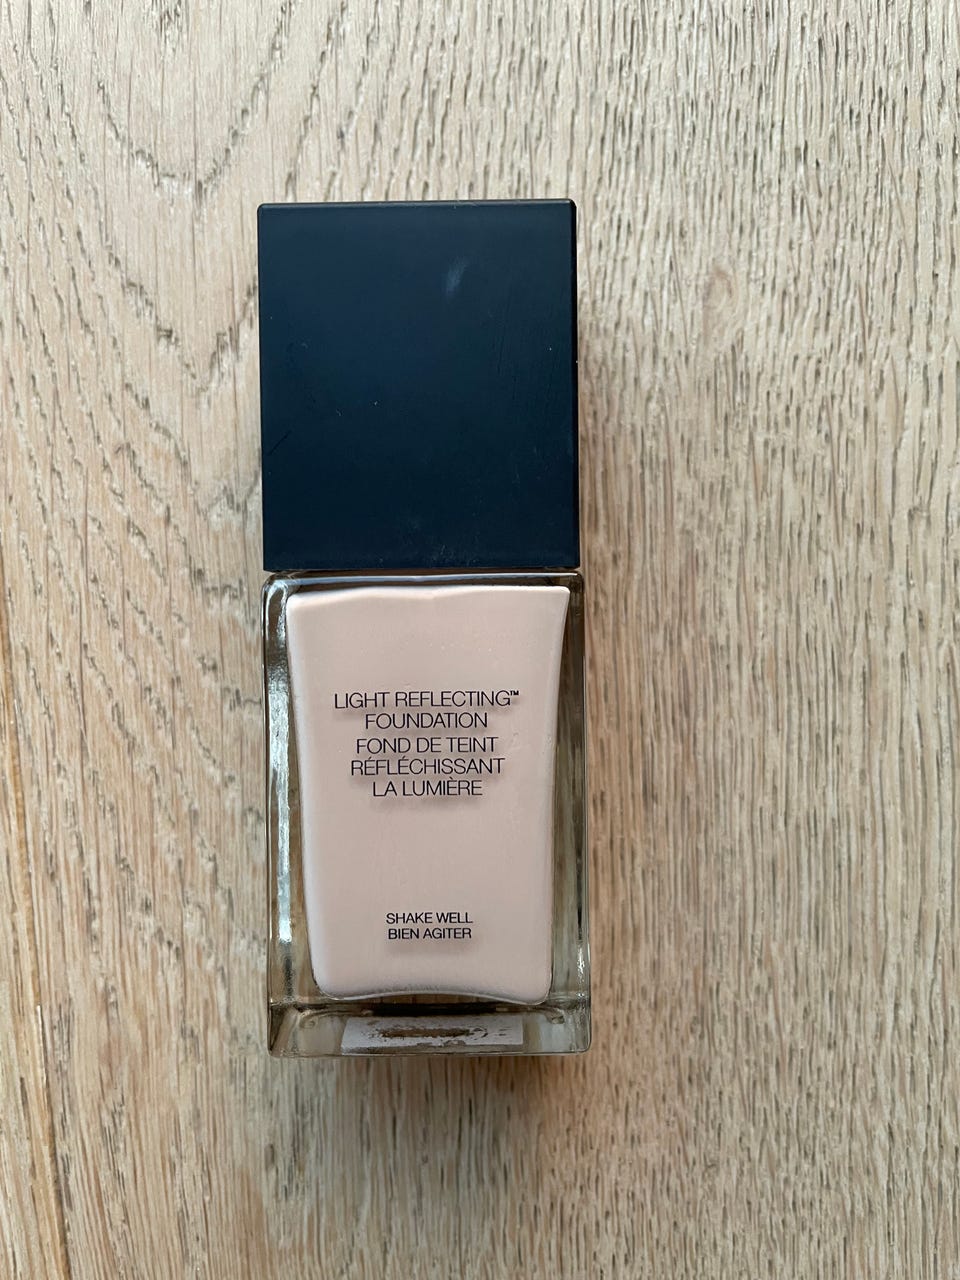 LIGHT REFLECTING™
FOUNDATION
FOND DE TEINT
RÉFLÉCHISSANT
LA LUMIÈRE
SHAKE WELL
BIEN AGITER